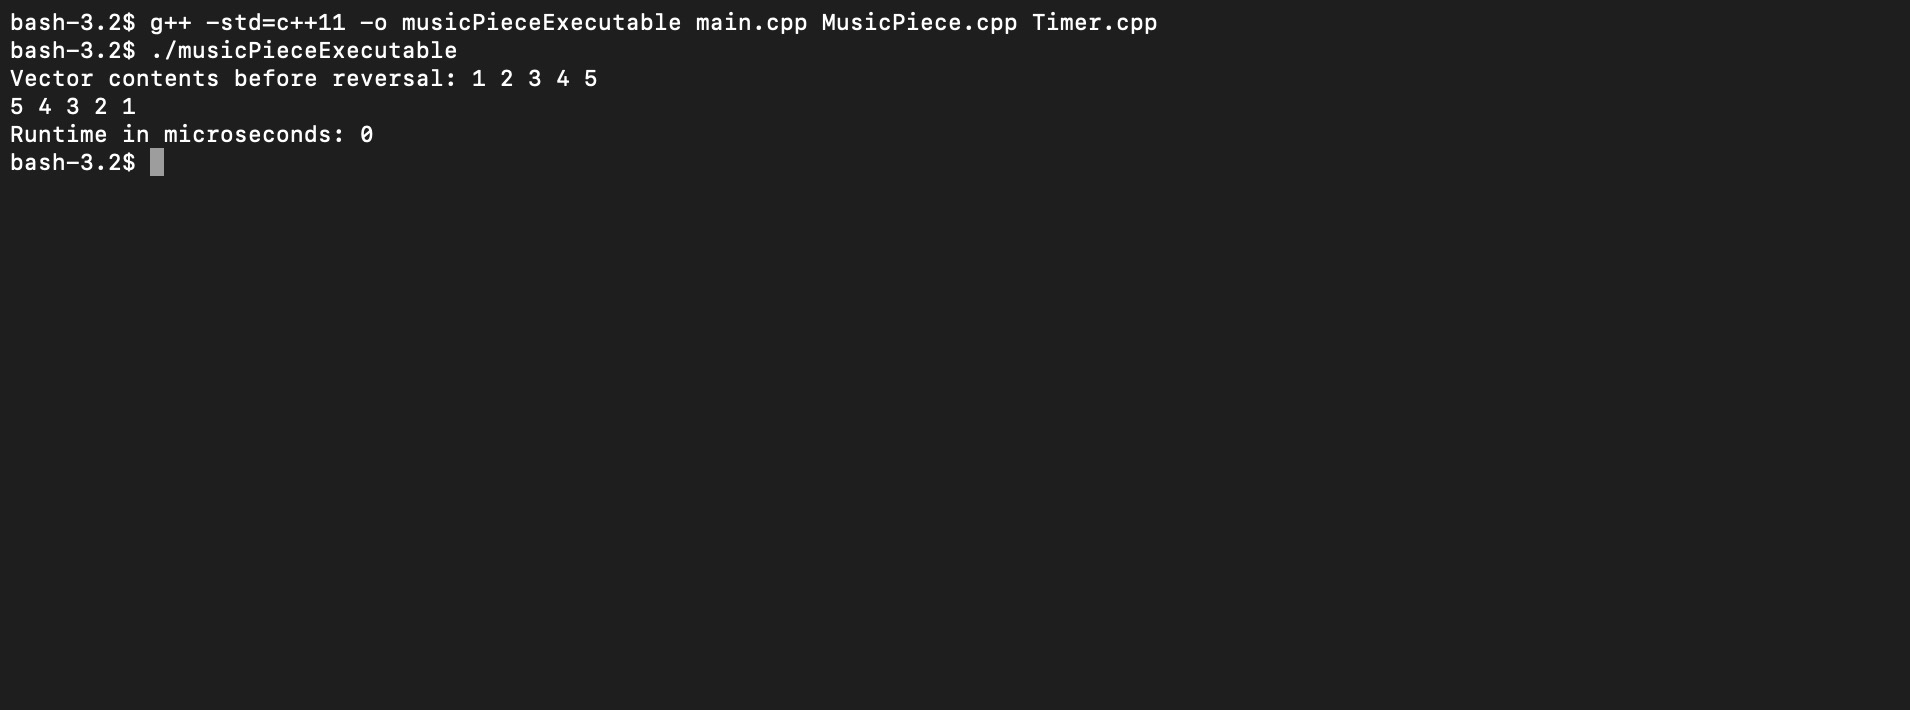 bash-3.2$ g++ -std=c++11 -o musicPieceExecutable main.cpp MusicPiece.cpp Timer.cpp
bash-3.2$ ./musicPieceExecutable
Vector contents before reversal: 1 2 3 4 5
5 4 3 2 1
Runtime in microseconds: 0
bash-3.2$